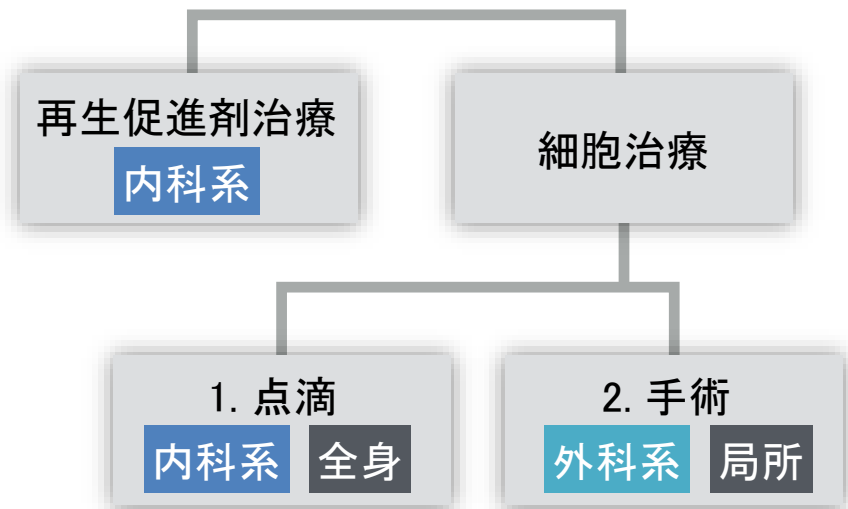 再生促進剤治療
内科系
細胞治療
1. 点滴
内科系 全身
2. 手術
外科系 局所